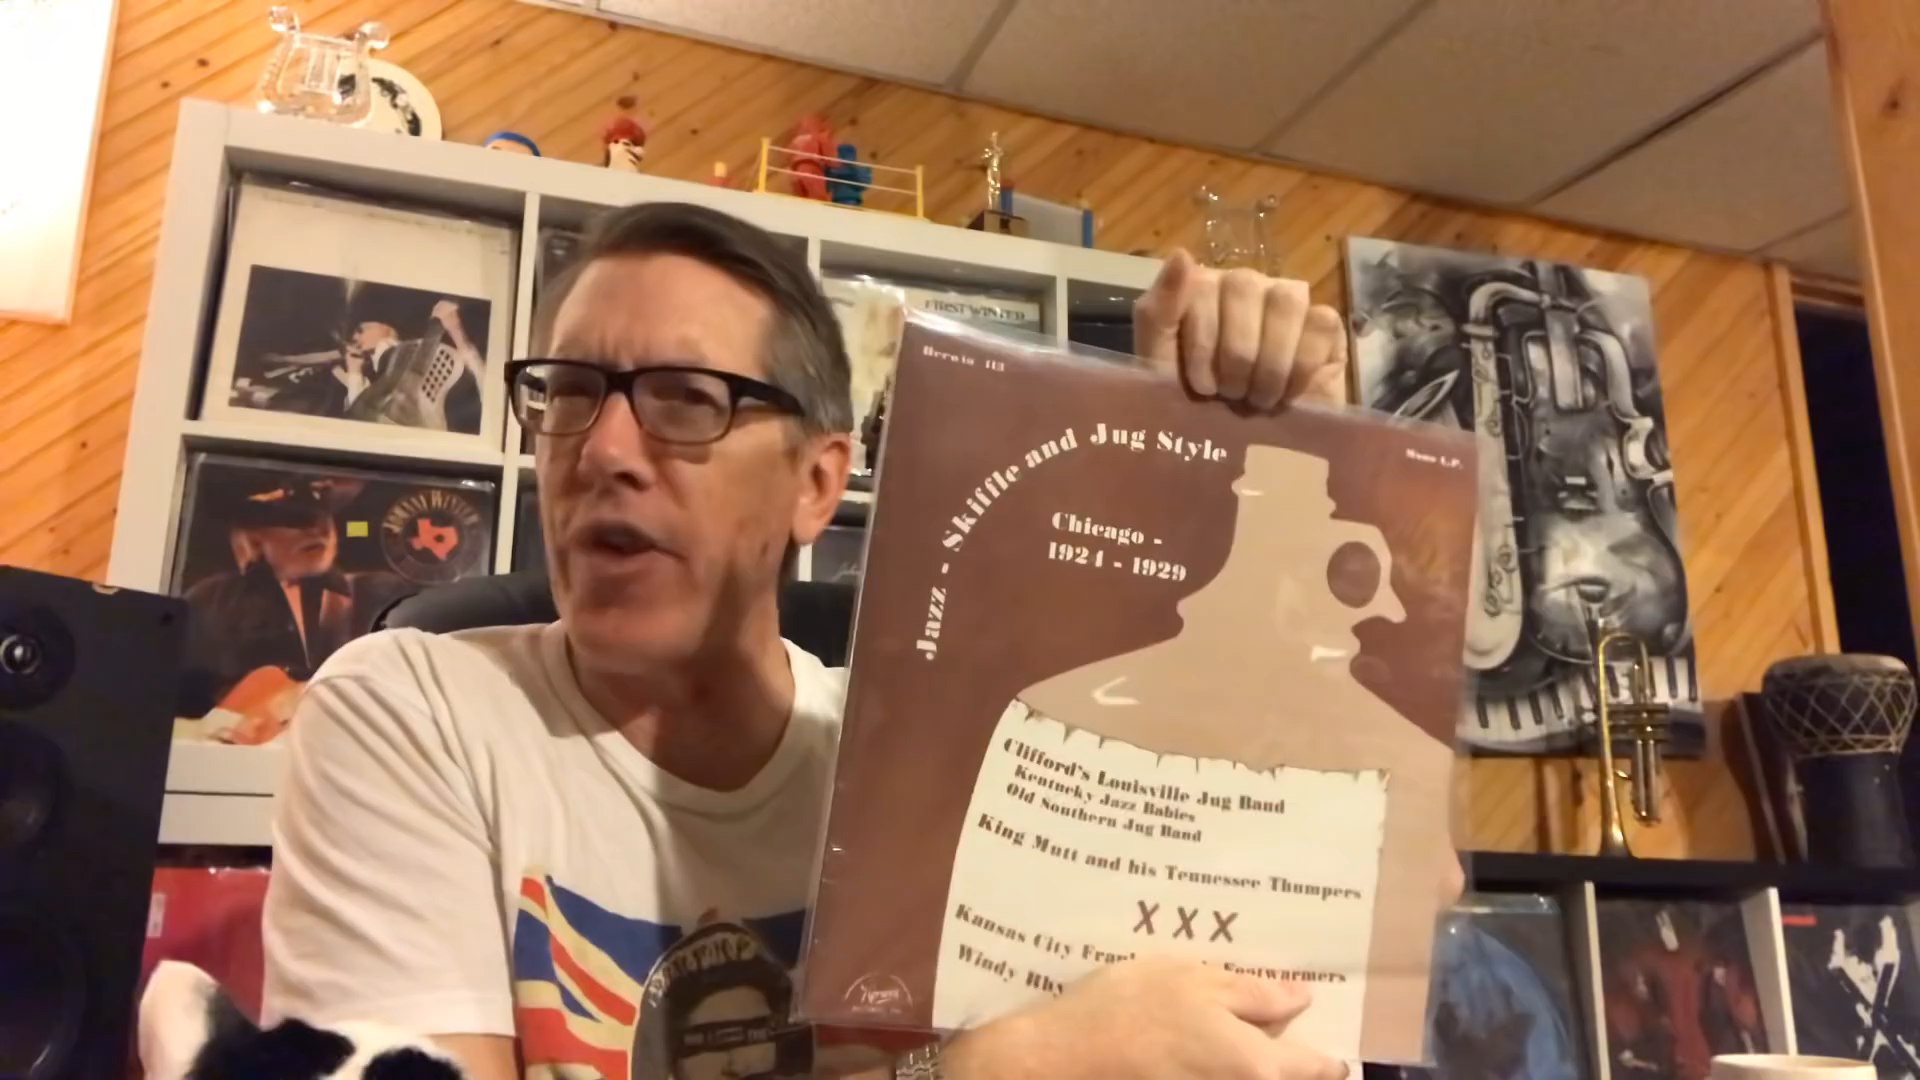 FIRST WINTER
JOHNNY WINTER
Herwin 113
Mono L.P.
Jazz - Skiffle and Jug Style
Chicago -
1924 - 1929
Clifford's Louisville Jug Band
Kentucky Jazz Babies
Old Southern Jug Band
King Mutt and his Tennessee Thumpers
X X X
Kansas City Footwarmers
Windy